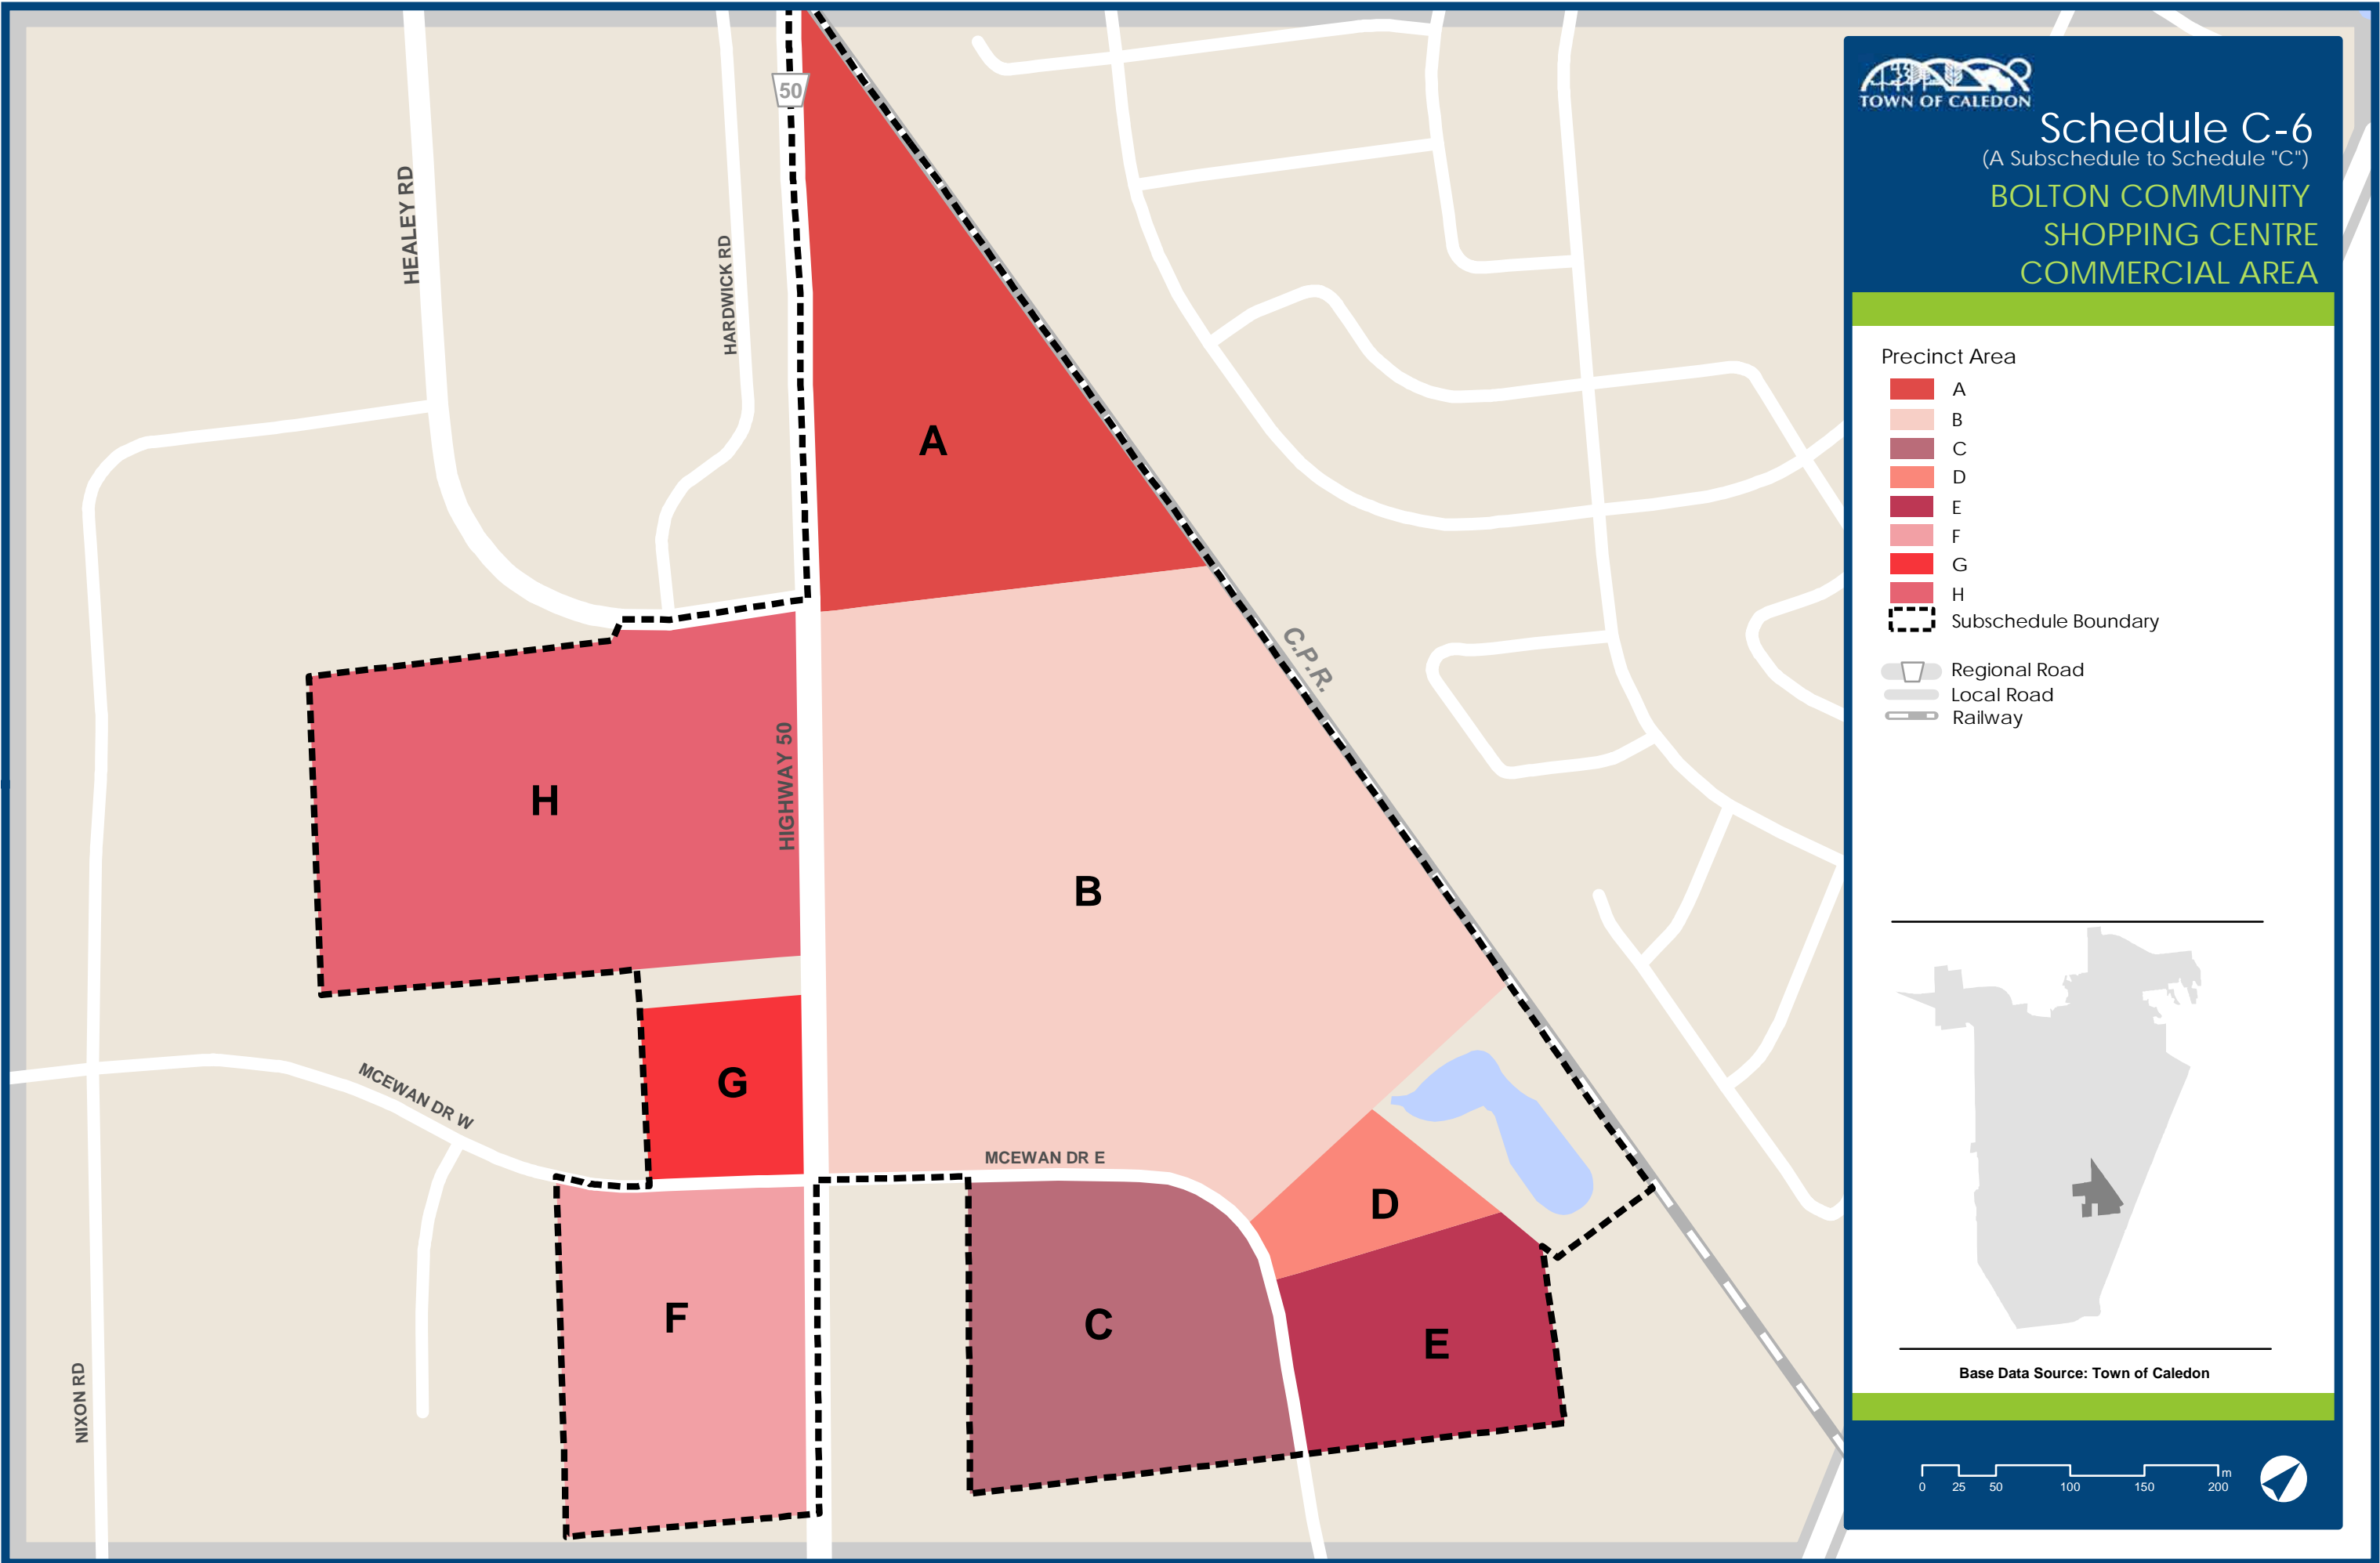 50
HEALEY RD
HARDWICK RD
A
C.P.R.
H
HIGHWAY 50
B
G
MCEWAN DR W
MCEWAN DR E
D
F
C
E
NIXON RD
TOWN OF CALEDON
Schedule C-6
(A Subschedule to Schedule "C")
BOLTON COMMUNITY
SHOPPING CENTRE
COMMERCIAL AREA
Precinct Area
A
B
C
D
E
F
G
H
Subschedule Boundary
Regional Road
Local Road
Railway
Base Data Source: Town of Caledon
m
0 25 50 100 150 200